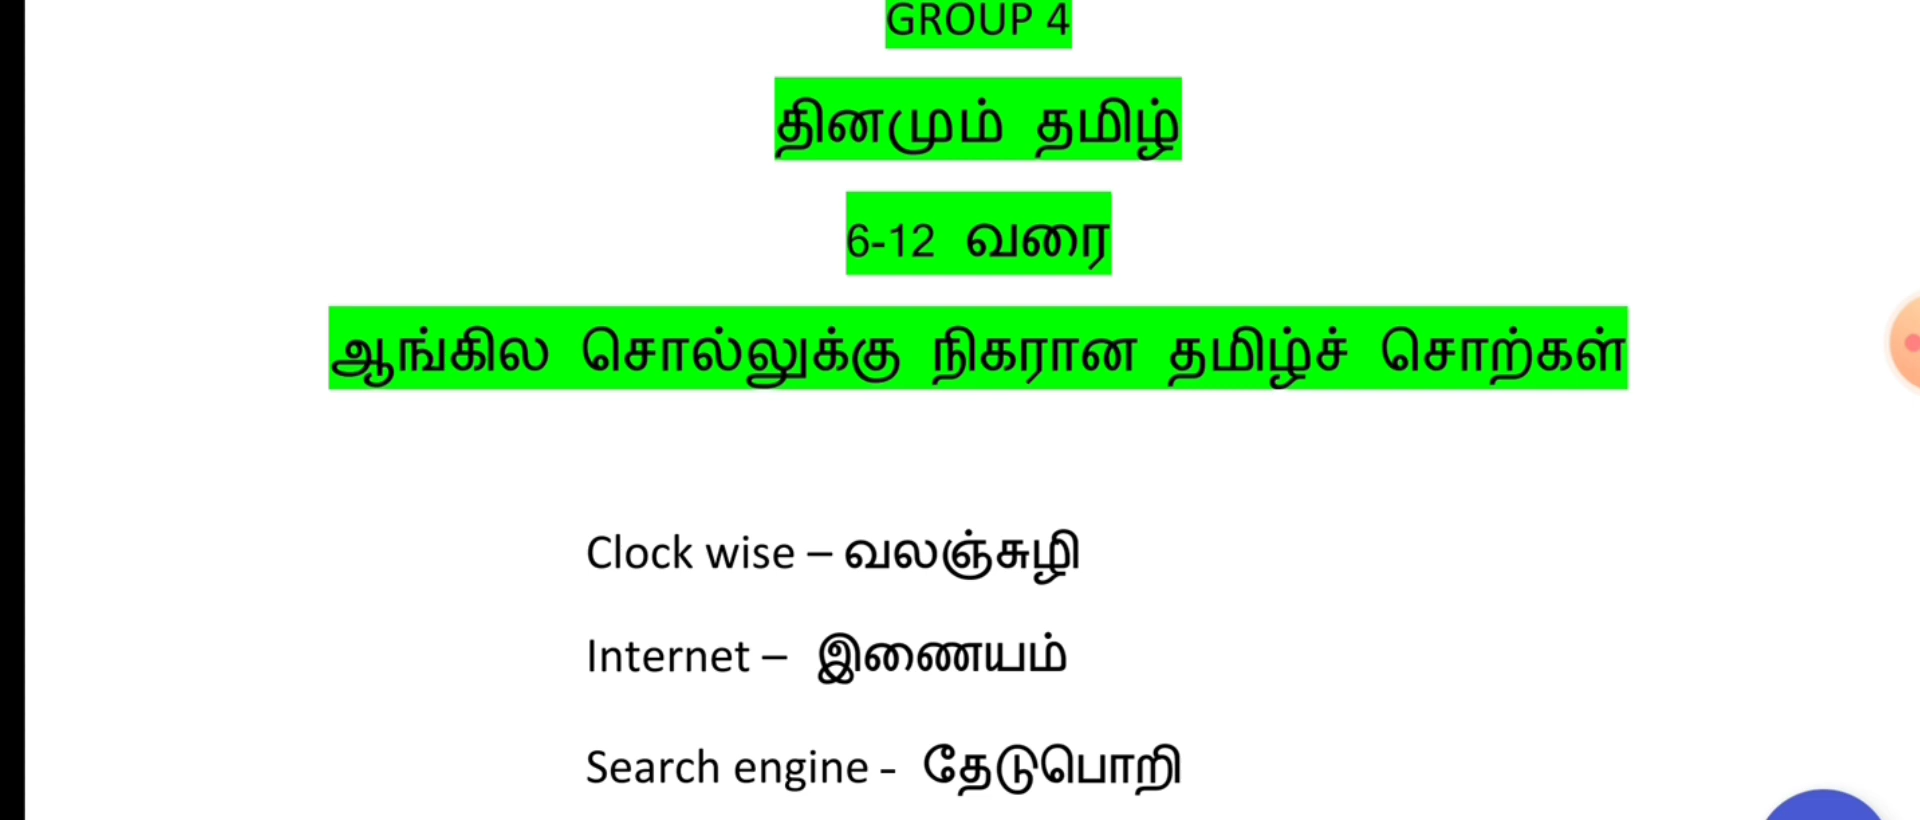 GROUP 4
தினமும் தமிழ்
6-12 வரை
ஆங்கில சொல்லுக்கு நிகரான தமிழ்ச் சொற்கள்
Clock wise – வலஞ்சுழி
Internet – இணையம்
Search engine - தேடுபொறி